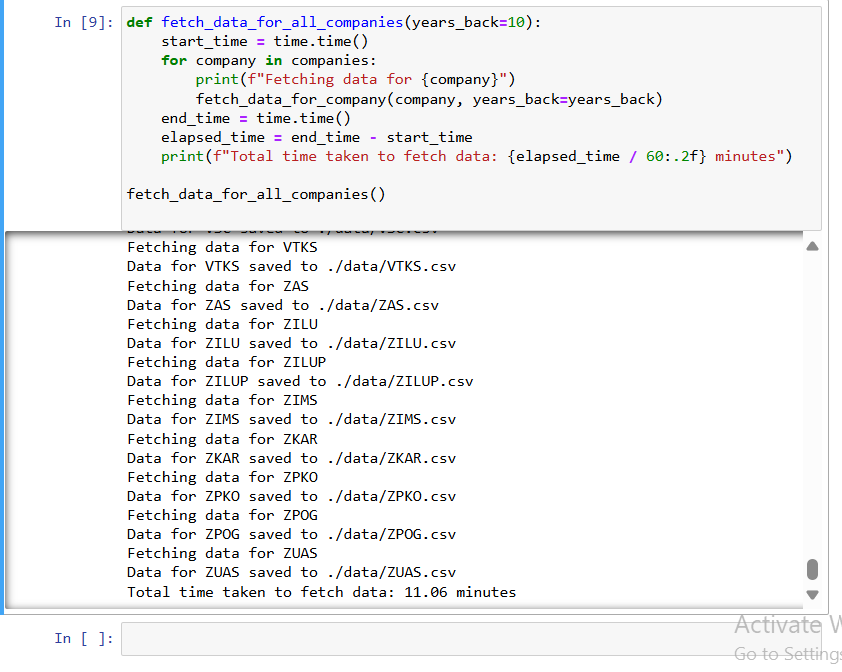 In [9]: def fetch_data_for_all_companies(years_back=10):
    start_time = time.time()
    for company in companies:
        print(f"Fetching data for {company}")
        fetch_data_for_company(company, years_back=years_back)
    end_time = time.time()
    elapsed_time = end_time - start_time
    print(f"Total time taken to fetch data: {elapsed_time / 60:.2f} minutes")
fetch_data_for_all_companies()
Fetching data for VTKS
Data for VTKS saved to ./data/VTKS.csv
Fetching data for ZAS
Data for ZAS saved to ./data/ZAS.csv
Fetching data for ZILU
Data for ZILU saved to ./data/ZILU.csv
Fetching data for ZILUP
Data for ZILUP saved to ./data/ZILUP.csv
Fetching data for ZIMS
Data for ZIMS saved to ./data/ZIMS.csv
Fetching data for ZKAR
Data for ZKAR saved to ./data/ZKAR.csv
Fetching data for ZPKO
Data for ZPKO saved to ./data/ZPKO.csv
Fetching data for ZPOG
Data for ZPOG saved to ./data/ZPOG.csv
Fetching data for ZUAS
Data for ZUAS saved to ./data/ZUAS.csv
Total time taken to fetch data: 11.06 minutes
In [ ]:
Activate W
Go to Settings